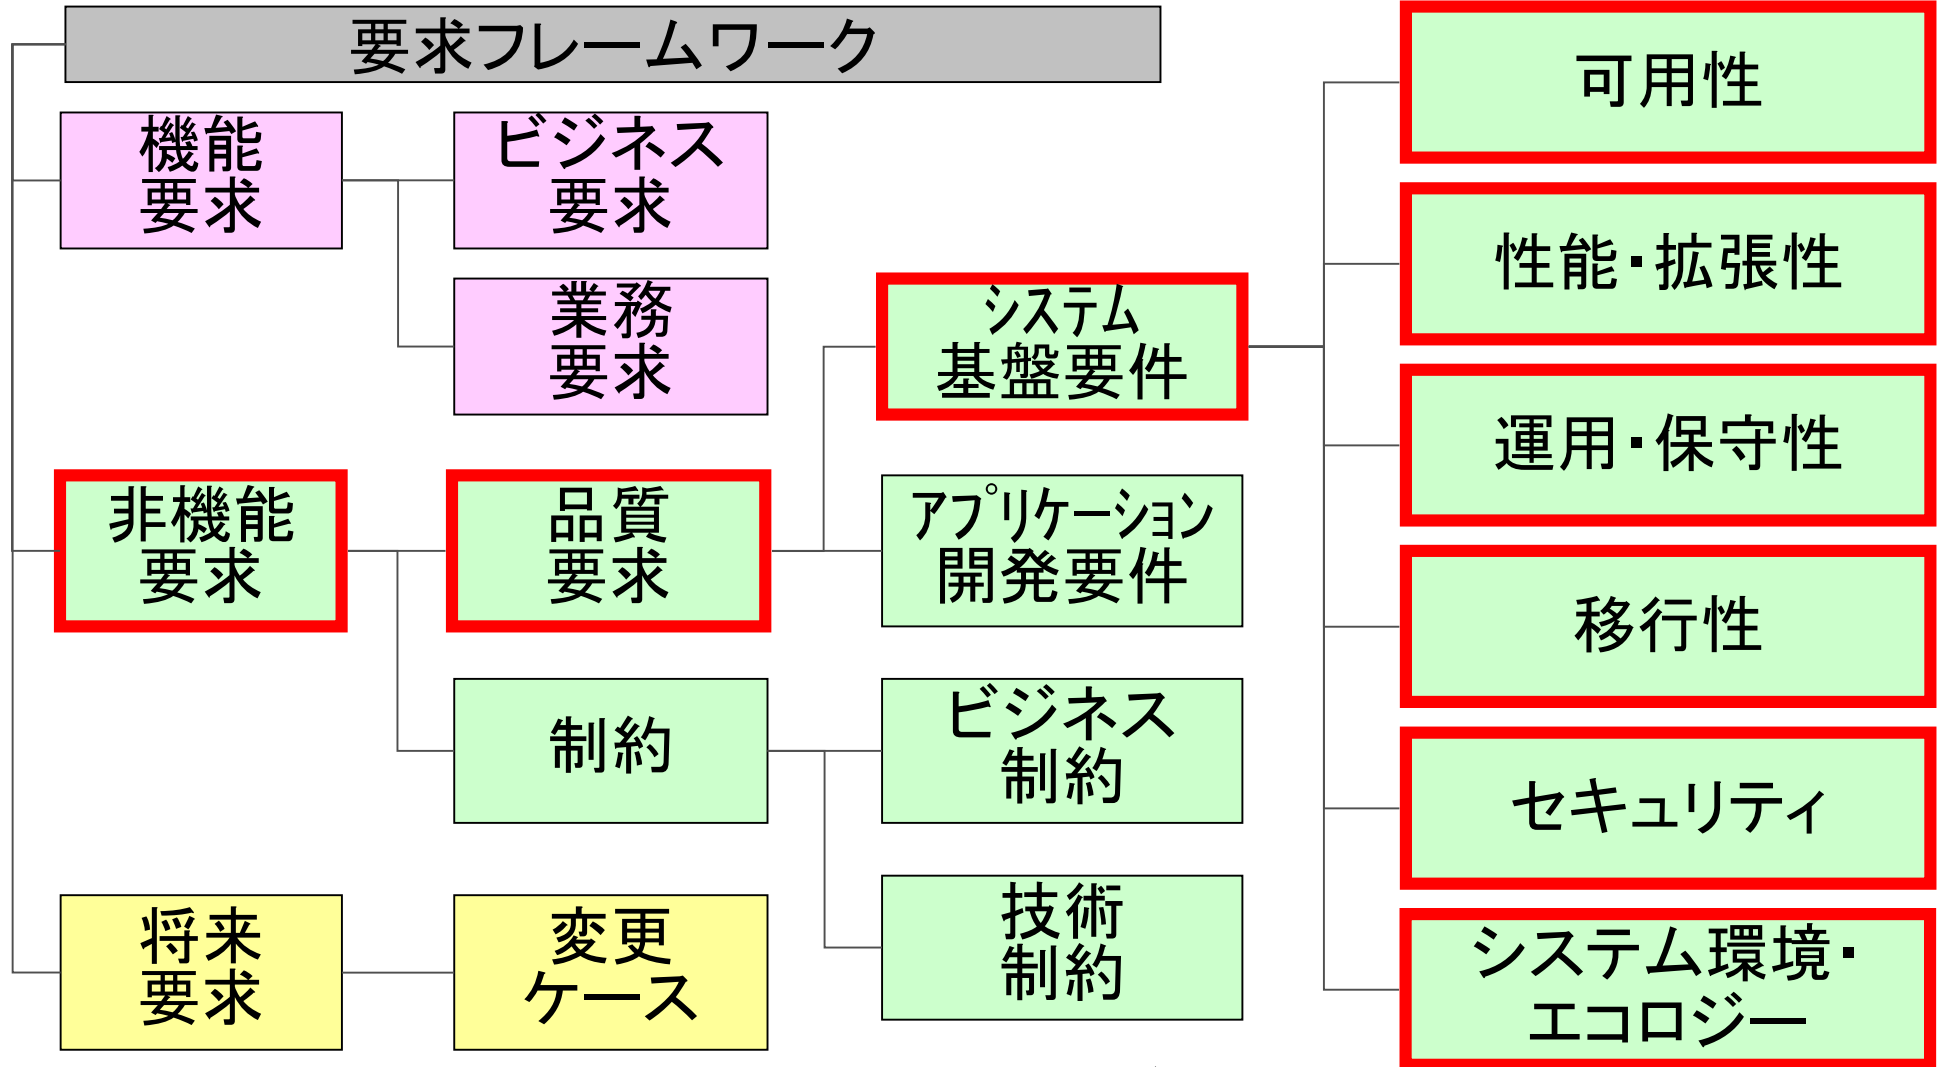 要求フレームワーク
機能
要求
ビジネス
要求
業務
要求
非機能
要求
品質
要求
システム
基盤要件
アプリケーション
開発要件
制約
ビジネス
制約
技術
制約
将来
要求
変更
ケース
可用性
性能・拡張性
運用・保守性
移行性
セキュリティ
システム環境・
エコロジー